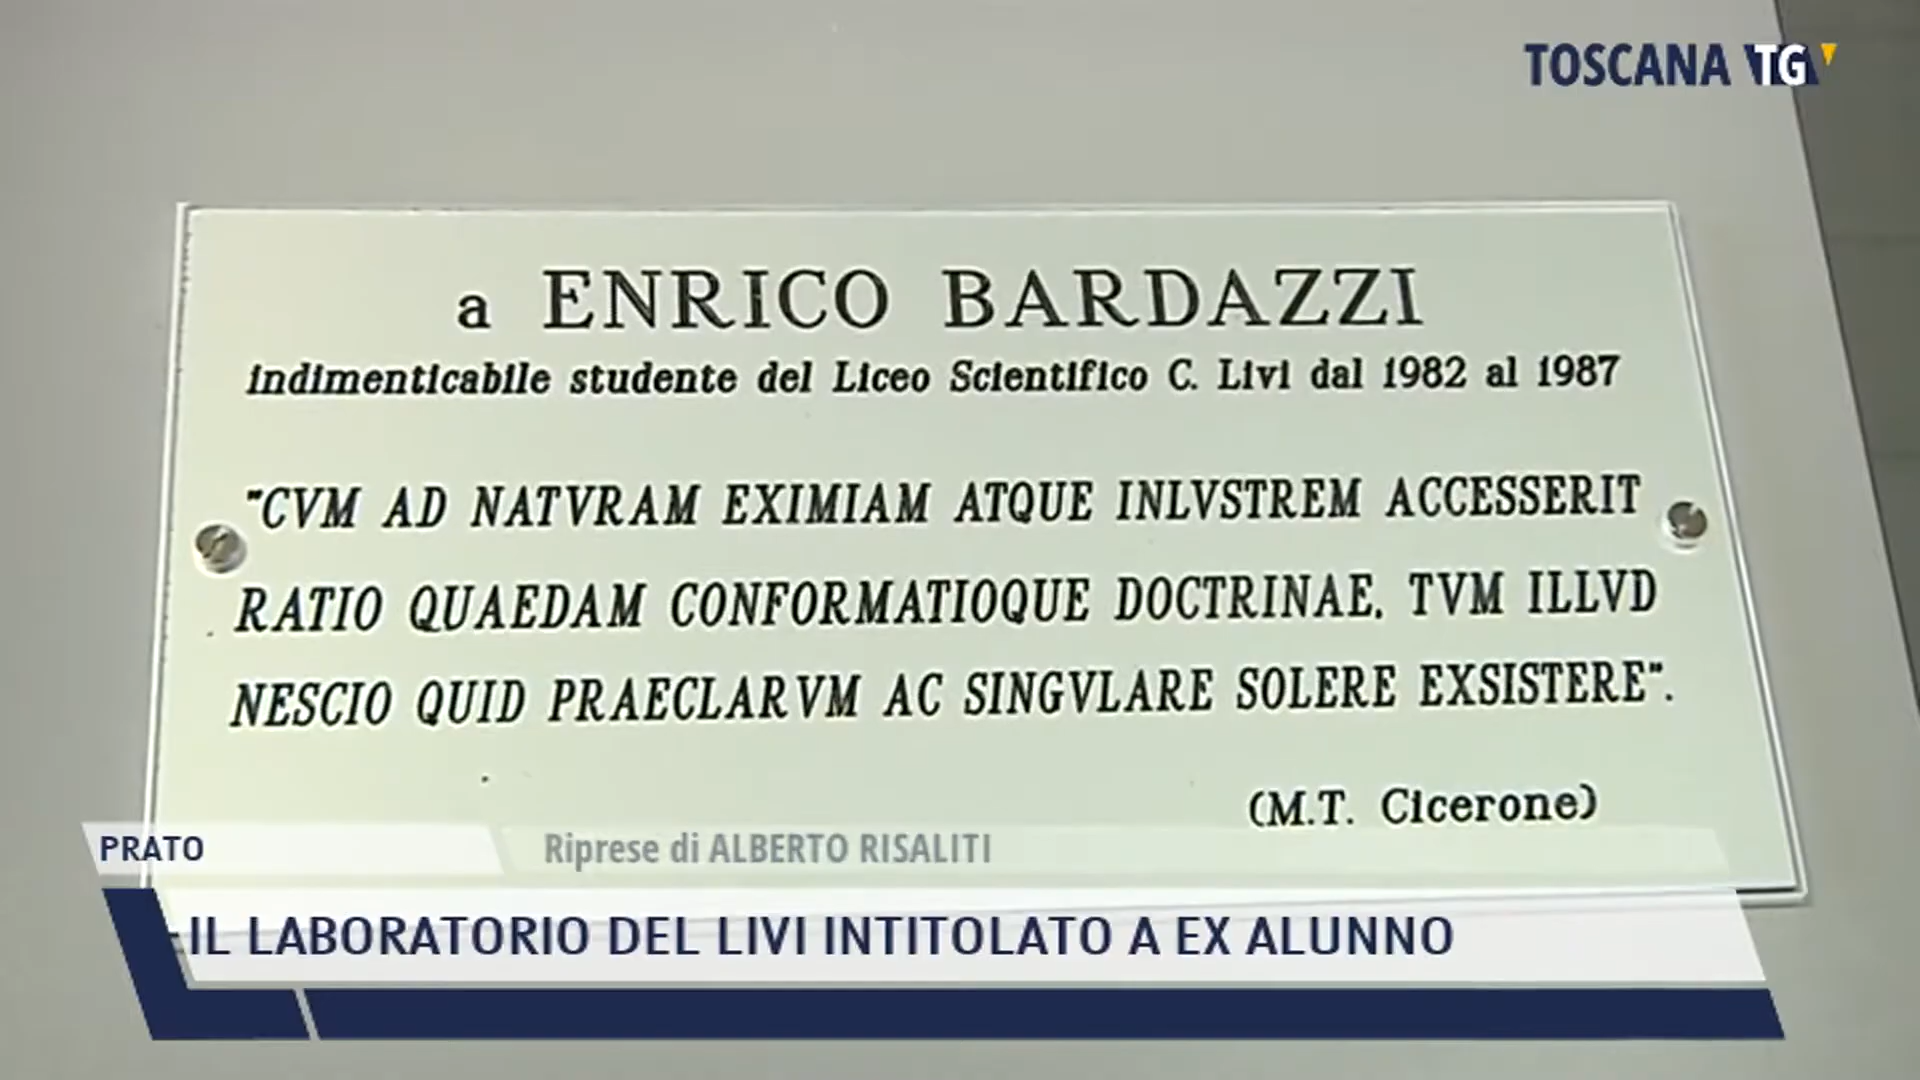 TOSCANA TG
a ENRICO BARDAZZI
indimenticabile studente del Liceo Scientifico C. Livi dal 1982 al 1987
"CVM AD NATVRAM EXIMIAM ATQUE INLVSTREM ACCESSERIT
RATIO QUAEDAM CONFORMATIOQUE DOCTRINAE, TVM ILLVD
NESCIO QUID PRAECLARVM AC SINGVLARE SOLERE EXSISTERE".
(M.T. Cicerone)
PRATO
Riprese di ALBERTO RISALITI
IL LABORATORIO DEL LIVI INTITOLATO A EX ALUNNO